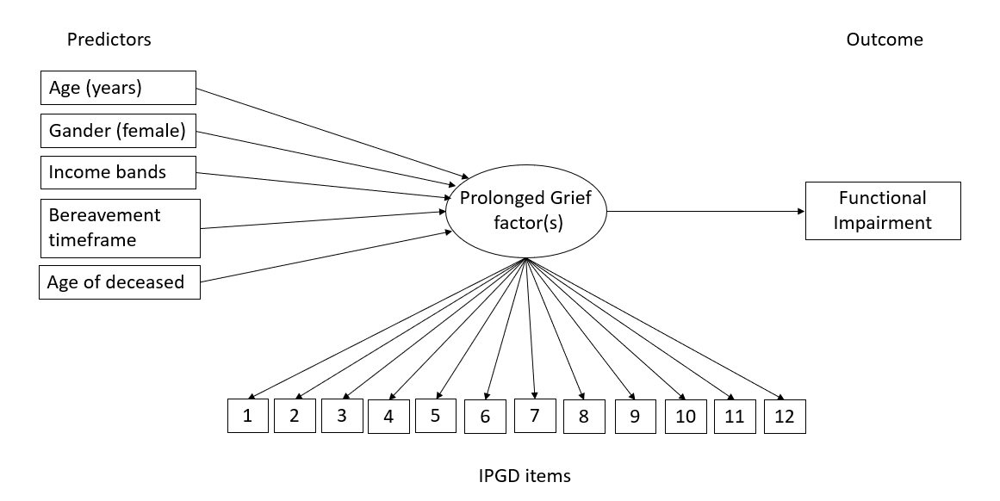 Predictors
Outcome
Age (years)
Gander (female)
Income bands
Bereavement
timeframe
Age of deceased
Prolonged Grief
factor(s)
Functional
Impairment
1 2 3 4 5 6 7 8 9 10 11 12
IPGD items